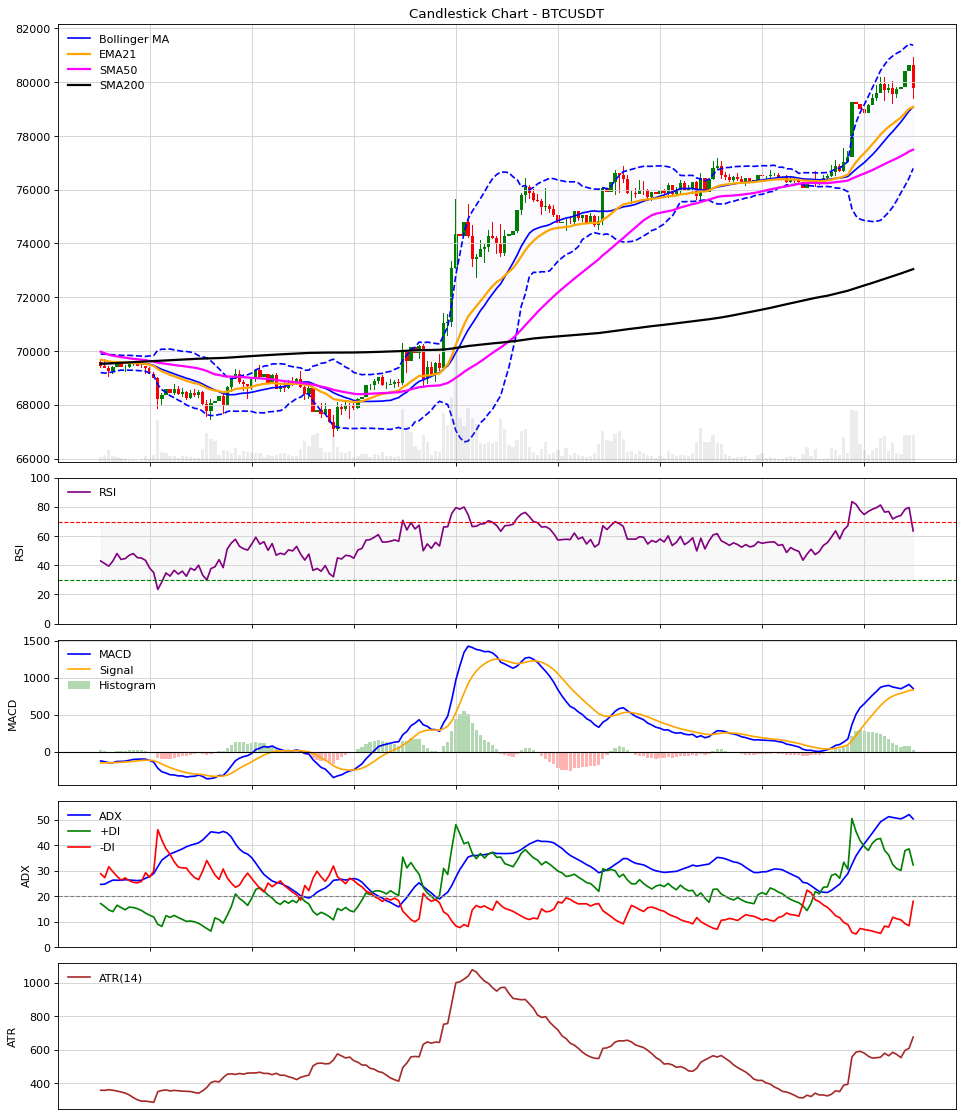 Candlestick Chart - BTCUSDT
82000
80000
78000
76000
74000
72000
70000
68000
66000
Bollinger MA
EMA21
SMA50
SMA200
100
80
60
40
20
0
RSI
RSI
1500
1000
500
0
MACD
MACD
Signal
Histogram
50
40
30
20
10
0
ADX
ADX
+DI
-DI
1000
800
600
400
ATR
ATR(14)